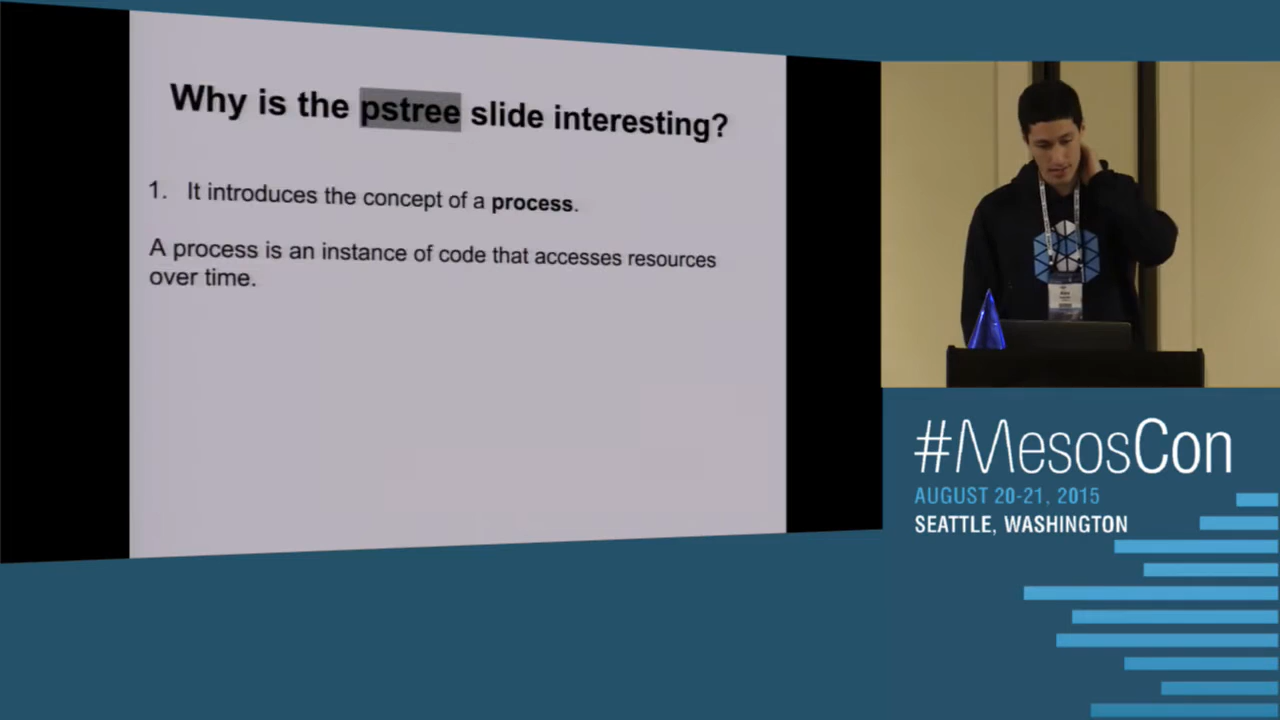 Why is the pstree slide interesting?
1. It introduces the concept of a process.
A process is an instance of code that accesses resources
over time.
#MesosCon
AUGUST 20-21, 2015
SEATTLE, WASHINGTON